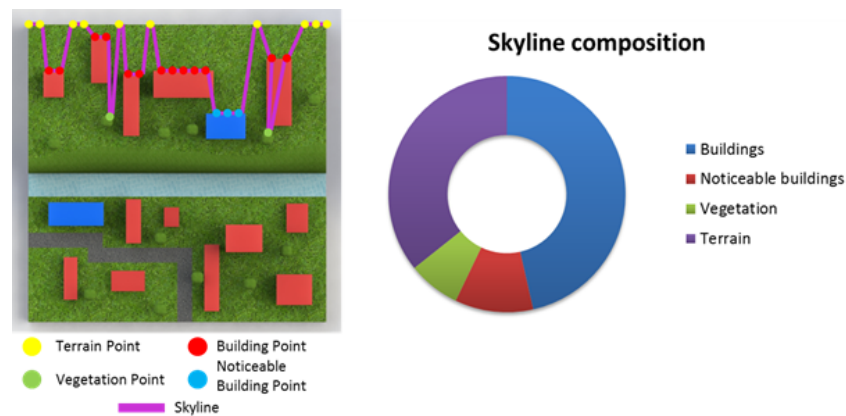 Skyline composition
Buildings
Noticeable buildings
Vegetation
Terrain
Terrain Point
Building Point
Vegetation Point
Noticeable
Building Point
Skyline